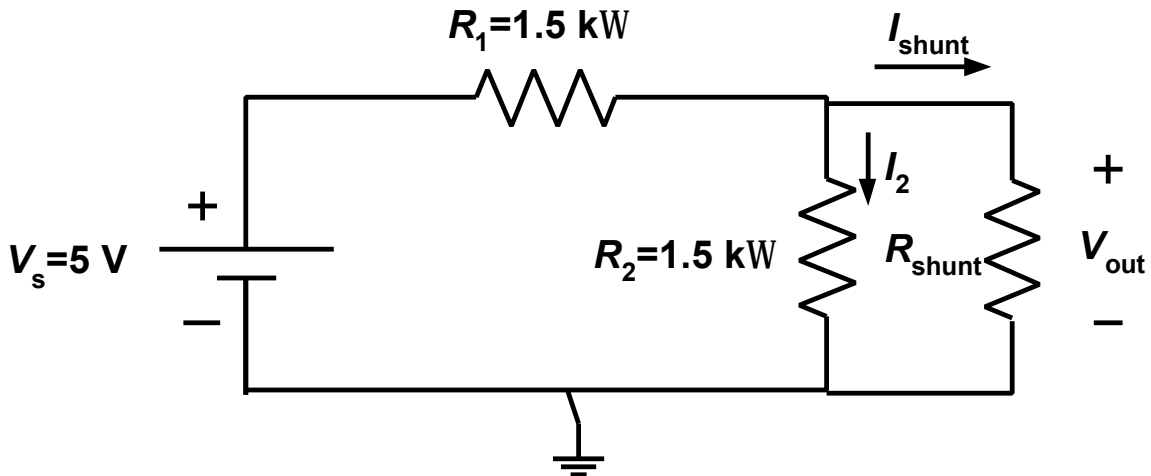 R1=1.5 kW
Ishunt
+
I2
+
Vs=5 V
R2=1.5 kW
Rshunt
Vout
−
−